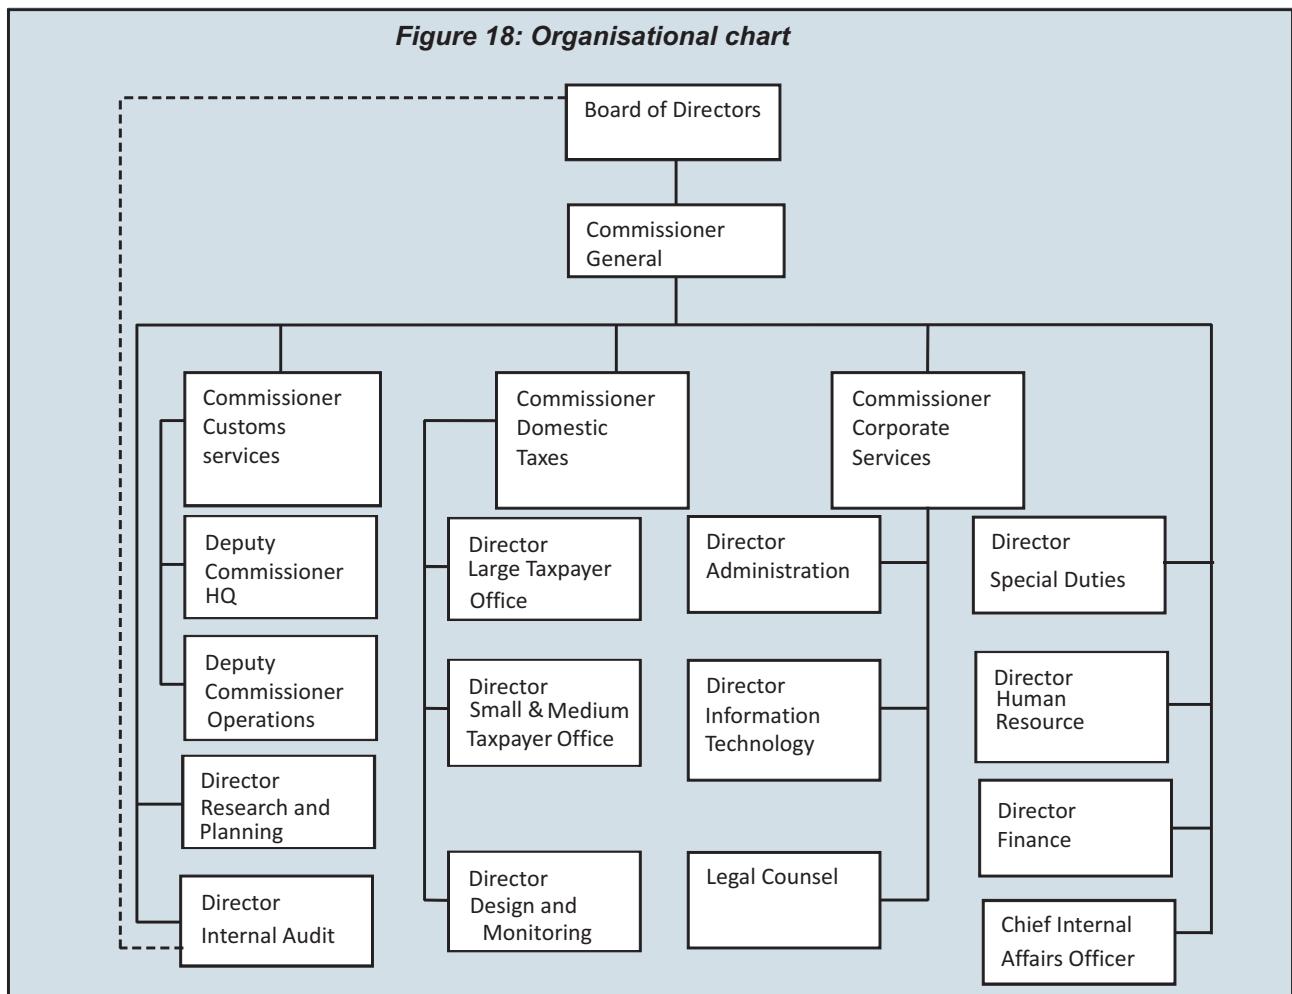 Figure 18: Organisational chart
Board of Directors
Commissioner
General
Commissioner
Customs
services
Deputy
Commissioner
HQ
Deputy
Commissioner
Operations
Director
Research and
Planning
Director
Internal Audit
Commissioner
Domestic
Taxes
Director
Large Taxpayer
Office
Director
Small & Medium
Taxpayer Office
Director
Design and
Monitoring
Commissioner
Corporate
Services
Director
Administration
Director
Information
Technology
Legal Counsel
Director
Special Duties
Director
Human
Resource
Director
Finance
Chief Internal
Affairs Officer